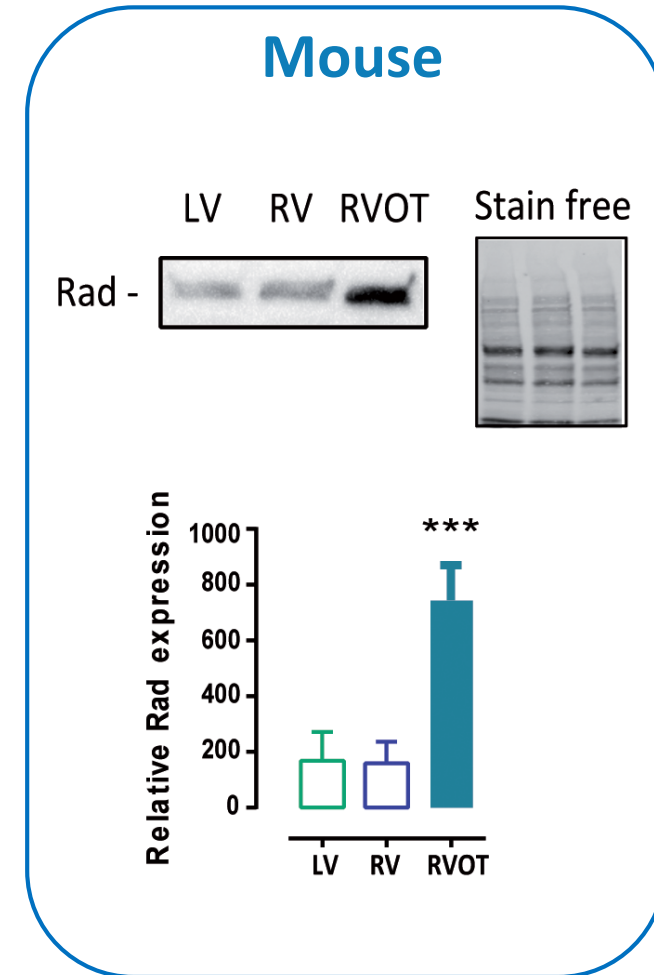 Mouse
LV RV RVOT
Stain free
Rad -
Relative Rad expression
1000
800
600
400
200
0
***
LV RV RVOT